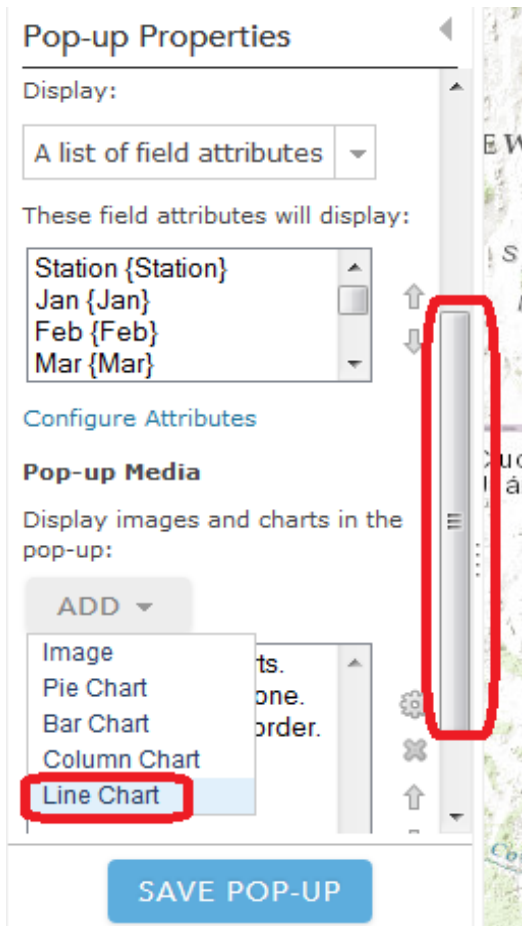 Pop-up Properties
Display:
A list of field attributes
E W
These field attributes will display:
S
Station {Station}
Jan {Jan}
Feb {Feb}
Mar {Mar}
Configure Attributes
Pop-up Media
Display images and charts in the
pop-up:
ADD
Image
rts.
Pie Chart
one.
Bar Chart
order.
Column Chart
Line Chart
SAVE POP-UP